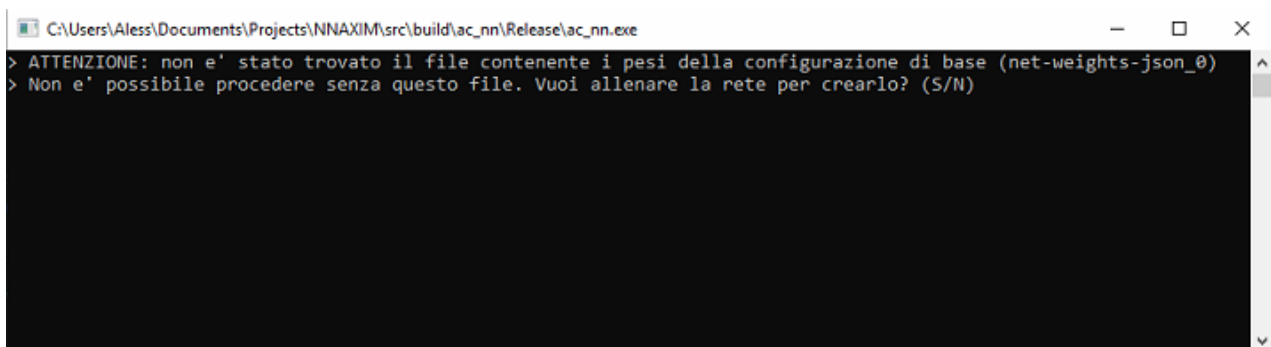 C:\Users\Aless\Documents\Projects\NNAXIM\src\build\ac_nn\Release\ac_nn.exe
> ATTENZIONE: non e' stato trovato il file contenente i pesi della configurazione di base (net-weights-json_0)
> Non e' possibile procedere senza questo file. Vuoi allenare la rete per crearlo? (S/N)